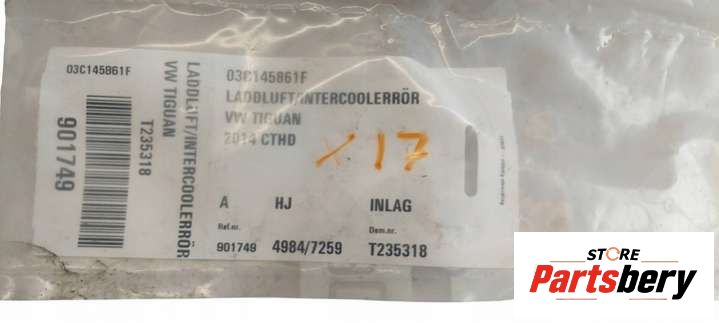 03C145861F
LADDLUFT/INTERCOOLERRÖR
VW TIGUAN
T235318
901749
03C145861F
LADDLUFT/INTERCOOLERRÖR
VW TIGUAN
2014 CTHD
X 17
A HJ INLAG
Ref.nr. Dem.nr.
901749 4984/7259 T235318
STORE
Partsbery